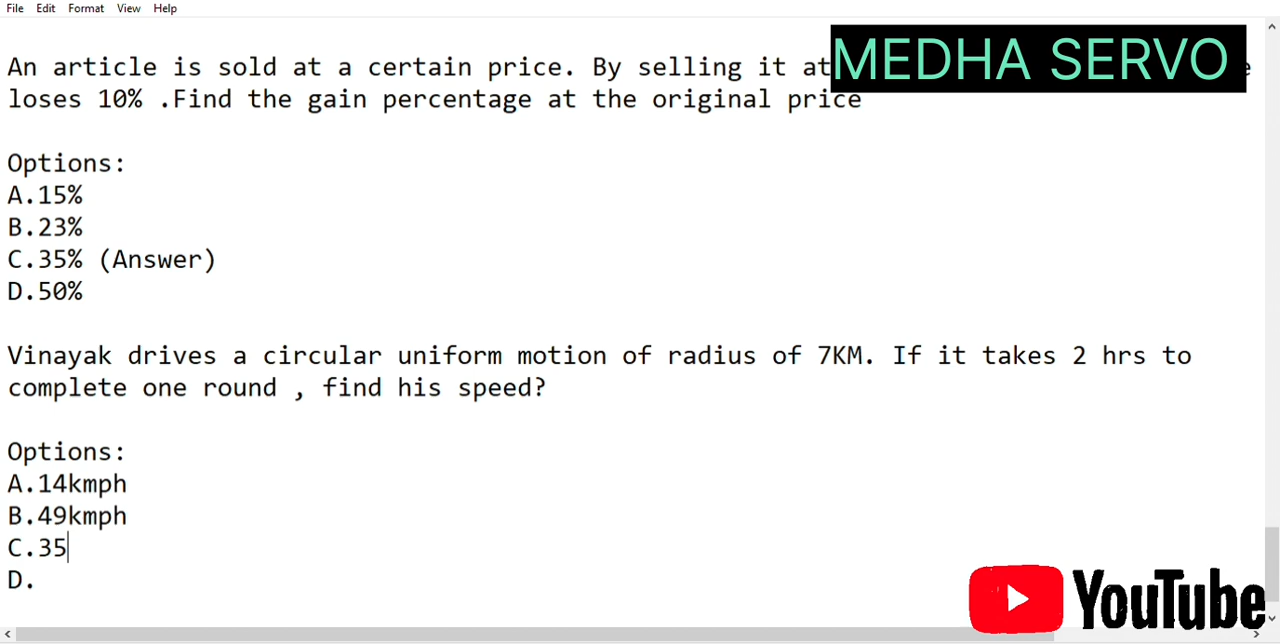 File Edit Format View Help
MEDHA SERVO
An article is sold at a certain price. By selling it at
loses 10% .Find the gain percentage at the original price
Options:
A.15%
B.23%
C.35% (Answer)
D.50%
Vinayak drives a circular uniform motion of radius of 7KM. If it takes 2 hrs to
complete one round , find his speed?
Options:
A.14kmph
B.49kmph
C.35
D.
YouTube